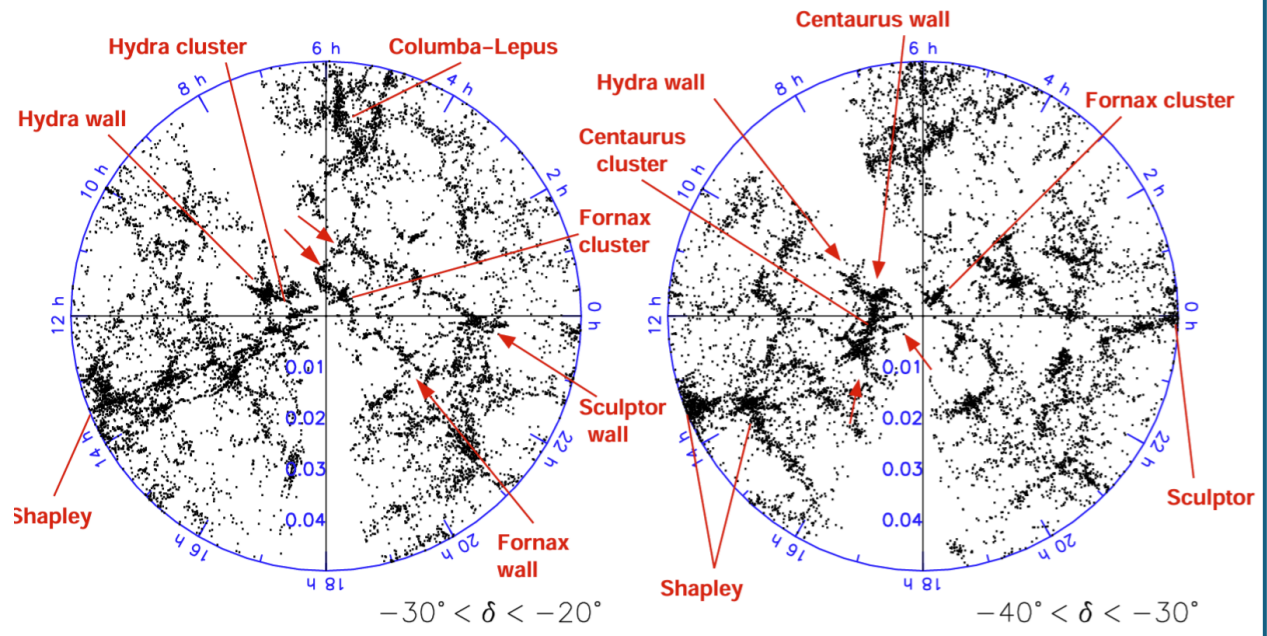 Hydra cluster
6 h
Columba-Lepus
8 h
4 h
Hydra wall
10 h
2 h
Fornax
cluster
12 h
0 h
0.01
0.02
0.03
0.04
Sculptor
wall
14 h
22 h
Shapley
16 h
20 h
Fornax
wall
18 h
−30° < δ < −20°
Centaurus wall
6 h
Hydra wall
8 h
4 h
Fornax cluster
Centaurus
cluster
10 h
2 h
12 h
0 h
0.01
0.02
0.03
0.04
14 h
22 h
Sculptor
16 h
20 h
Shapley
18 h
−40° < δ < −30°